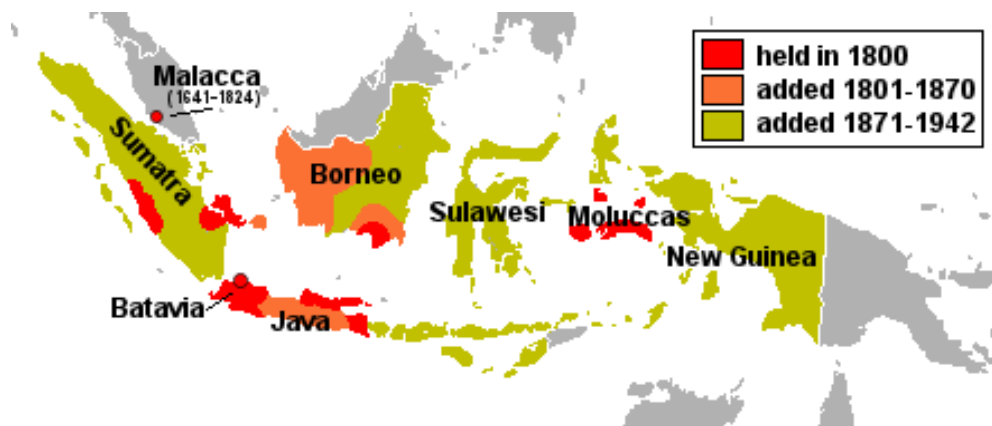 held in 1800
added 1801-1870
added 1871-1942
Malacca
(1641-1824)
Sumatra
Borneo
Sulawesi
Moluccas
New Guinea
Batavia
Java